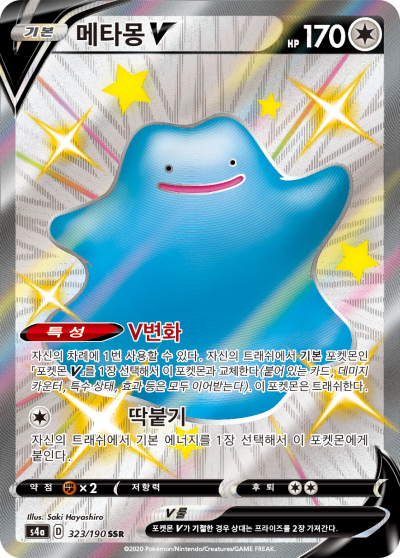 기본 메타몽 V HP 170
특성 V변화
자신의 차례에 1번 사용할 수 있다. 자신의 트래쉬에서 기본 포켓몬인
「포켓몬 V」를 1장 선택해서 이 포켓몬과 교체한다(붙어 있는 카드, 데미지
카운터, 특수 상태, 효과 등은 모두 이어받는다). 이 포켓몬은 트래쉬한다.
딱붙기
자신의 트래쉬에서 기본 에너지를 1장 선택해서 이 포켓몬에게
붙인다.
약점 ×2 저항력 후퇴
Illus. Saki Hayashiro V룰
s4a D 323/190 SSR 포켓몬 V가 기절한 경우 상대는 프라이즈를 2장 가져간다.
©2020 Pokémon/Nintendo/Creatures/GAME FREAK.